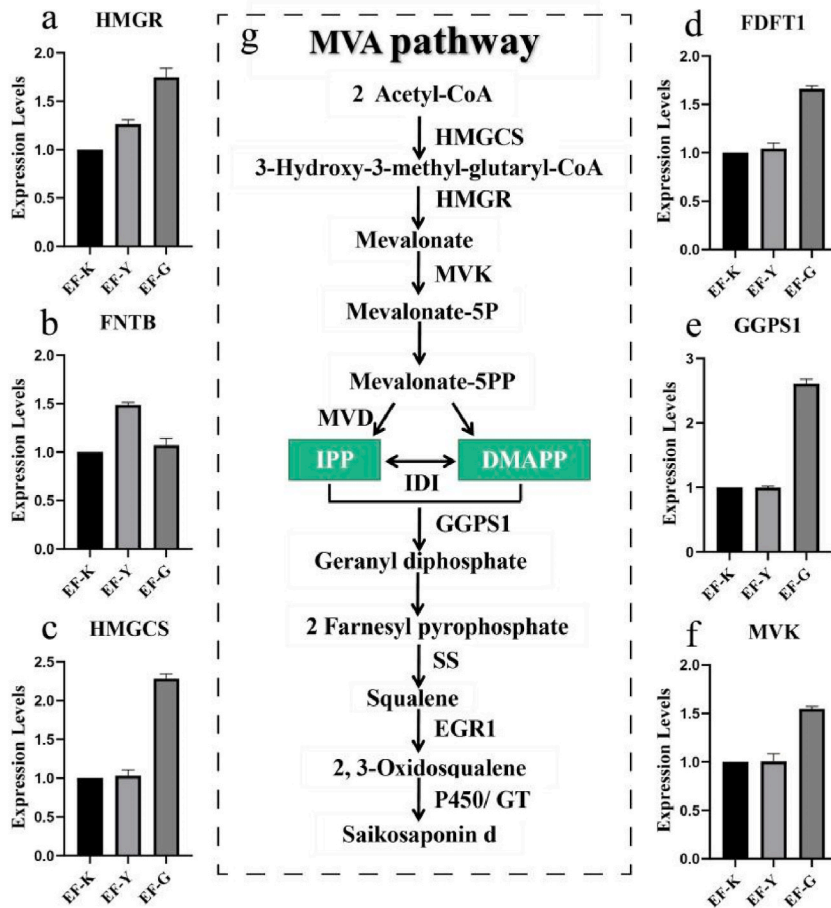 a
HMGR
Expression Levels
2.0
1.5
1.0
0.5
0.0
EF-K
EF-Y
EF-G
b
FNTB
Expression Levels
2.0
1.5
1.0
0.5
0.0
EF-K
EF-Y
EF-G
c
HMGCS
Expression Levels
2.5
2.0
1.5
1.0
0.5
0.0
EF-K
EF-Y
EF-G
g
MVA pathway
2 Acetyl-CoA
HMGCS
3-Hydroxy-3-methyl-glutaryl-CoA
HMGR
Mevalonate
MVK
Mevalonate-5P
Mevalonate-5PP
MVD
IPP
DMAPP
IDI
GGPS1
Geranyl diphosphate
2 Farnesyl pyrophosphate
SS
Squalene
EGR1
2, 3-Oxidosqualene
P450/ GT
Saikosaponin d
d
FDFT1
Expression Levels
2.0
1.5
1.0
0.5
0.0
EF-K
EF-Y
EF-G
e
GGPS1
Expression Levels
3
2
1
0
EF-K
EF-Y
EF-G
f
MVK
Expression Levels
2.0
1.5
1.0
0.5
0.0
EF-K
EF-Y
EF-G